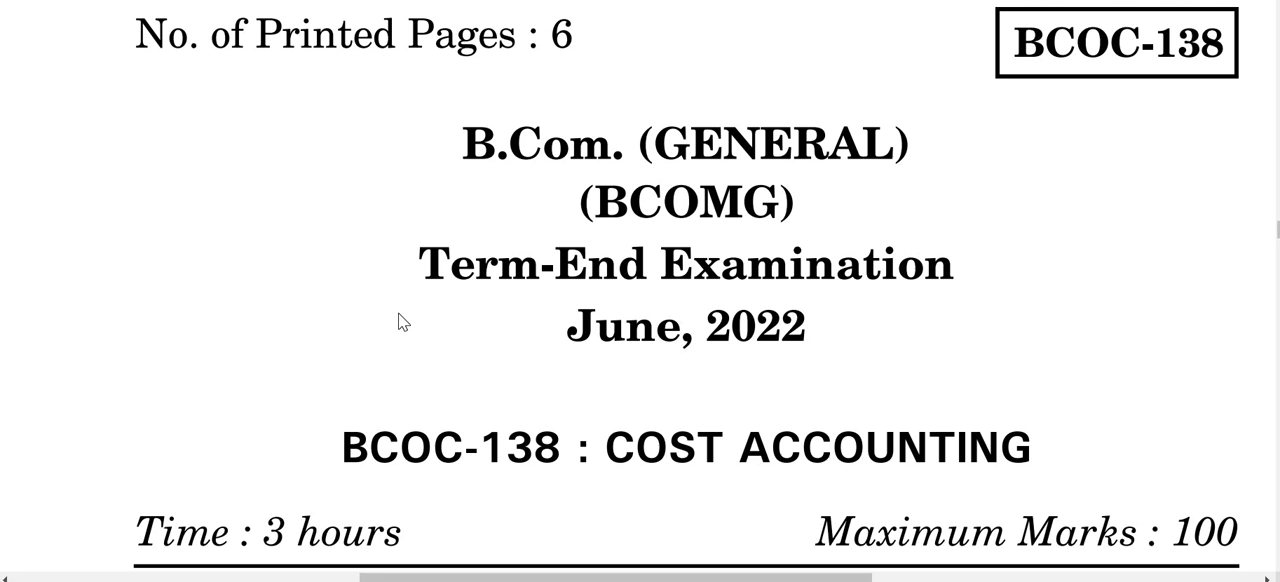 No. of Printed Pages : 6
BCOC-138
B.Com. (GENERAL)
(BCOMG)
Term-End Examination
June, 2022
BCOC-138 : COST ACCOUNTING
Time : 3 hours
Maximum Marks : 100